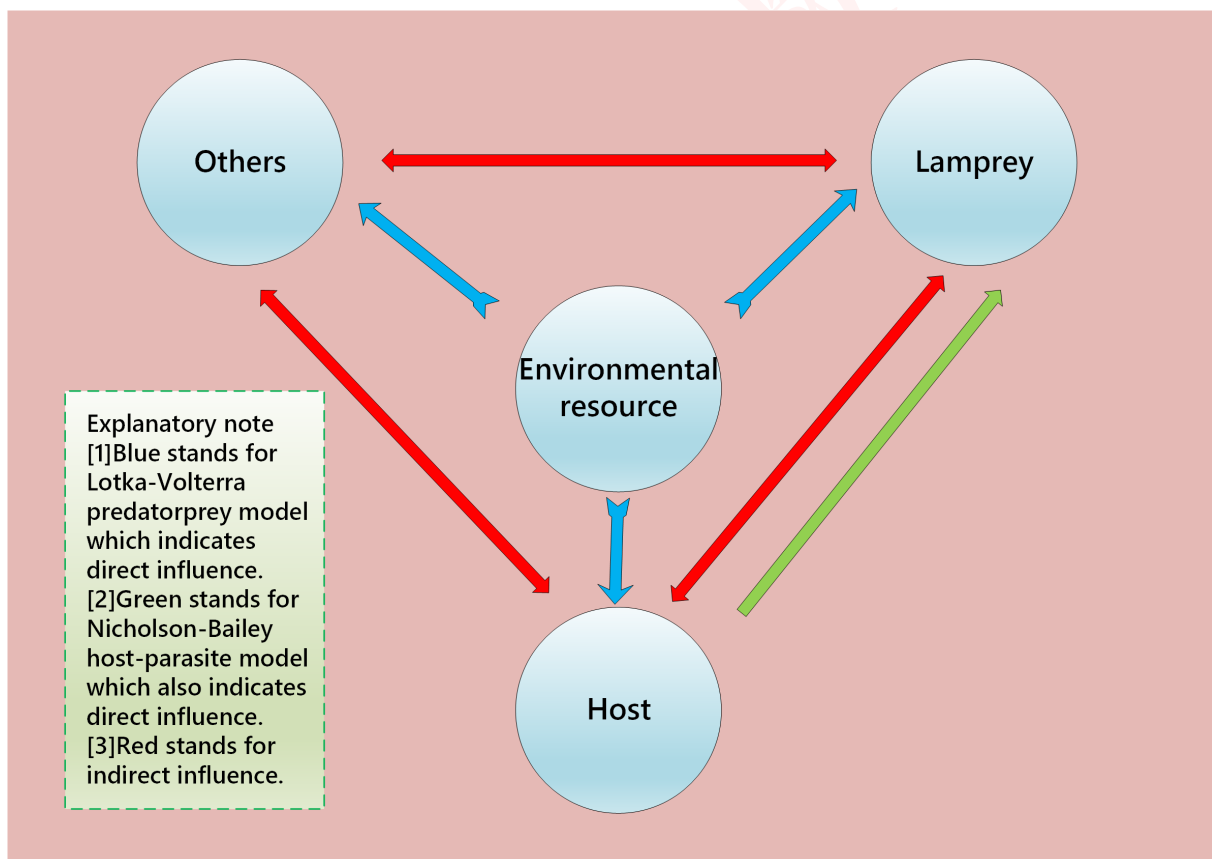 Others
Lamprey
Environmental
resource
Explanatory note
[1]Blue stands for
Lotka-Volterra
predatorprey model
which indicates
direct influence.
[2]Green stands for
Nicholson-Bailey
host-parasite model
which also indicates
direct influence.
[3]Red stands for
indirect influence.
Host